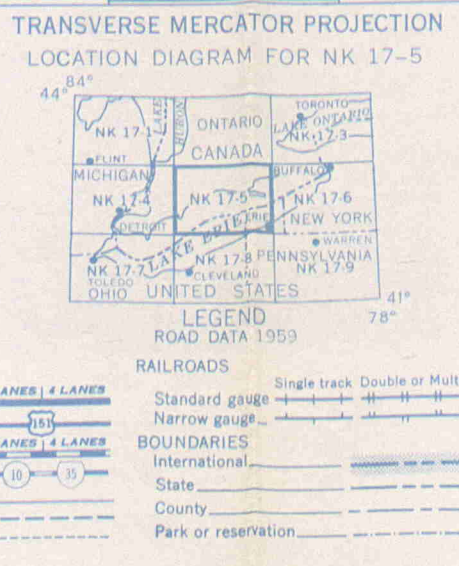 TRANSVERSE MERCATOR PROJECTION
LOCATION DIAGRAM FOR NK 17-5
84°
44°
TORONTO
LAKE HURON
ONTARIO
LAKE ONTARIO
NK 17-1
NK 17-3
CANADA
FLINT
MICHIGAN
BUFFALO
NK 17-4
NK 17-5
NK 17-6
ERIE
NEW YORK
DETROIT
LAKE ERIE
WARREN
NK 17-7
NK 17-8
PENNSYLVANIA
TOLEDO
CLEVELAND
NK 17-9
OHIO
UNITED STATES
41°
78°
LEGEND
ROAD DATA 1959
RAILROADS
Single track Double or Mult
ANES 4 LANES
Standard gauge
Narrow gauge
151
ANES 4 LANES
BOUNDARIES
International
10 35
State
County
Park or reservation